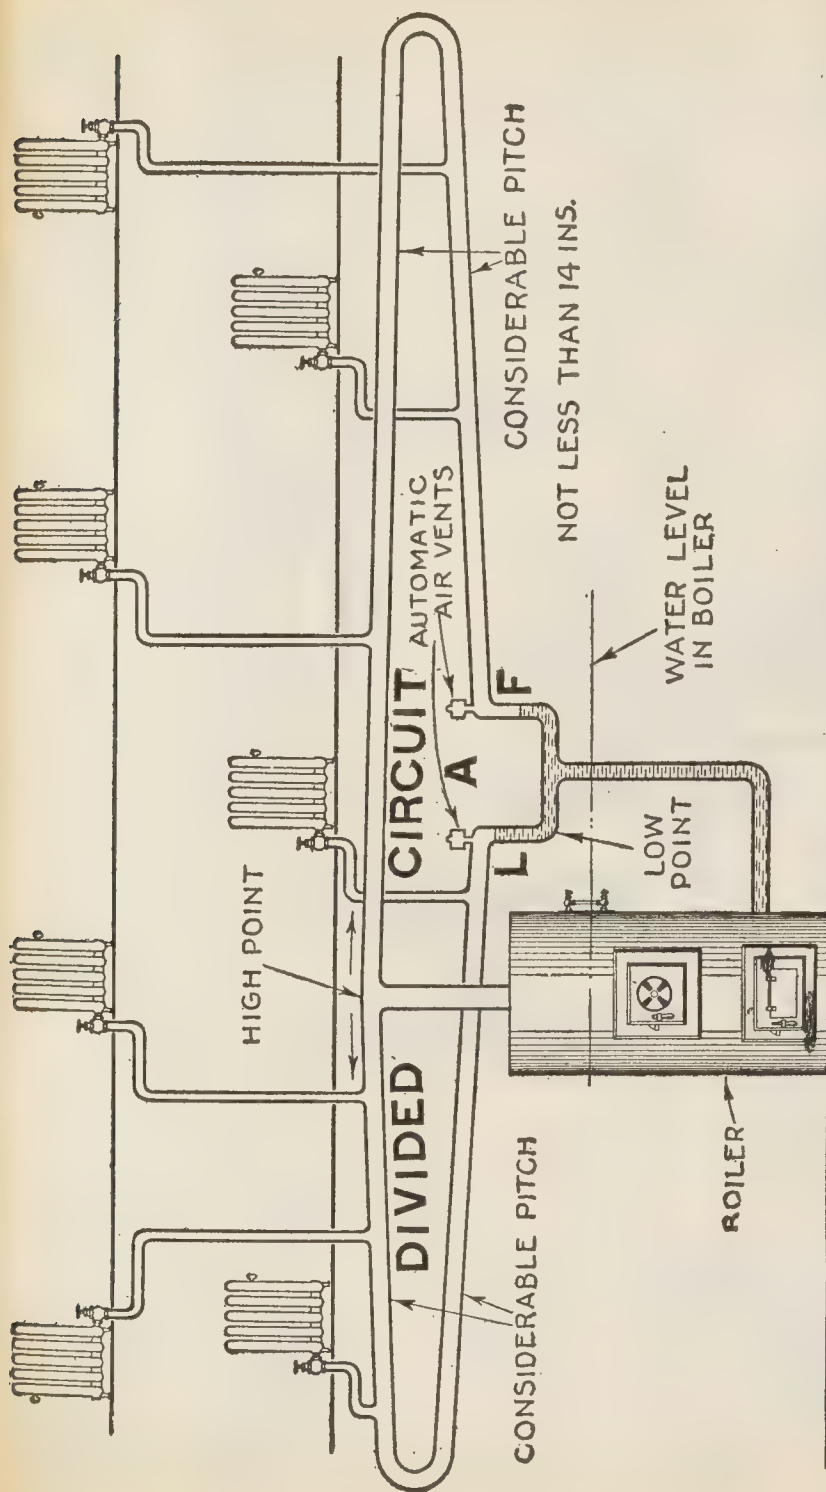 HIGH POINT
DIVIDED CIRCUIT
AUTOMATIC
AIR VENTS
A
L
F
CONSIDERABLE PITCH
CONSIDERABLE PITCH
NOT LESS THAN 14 INS.
LOW
POINT
WATER LEVEL
IN BOILER
ROILER